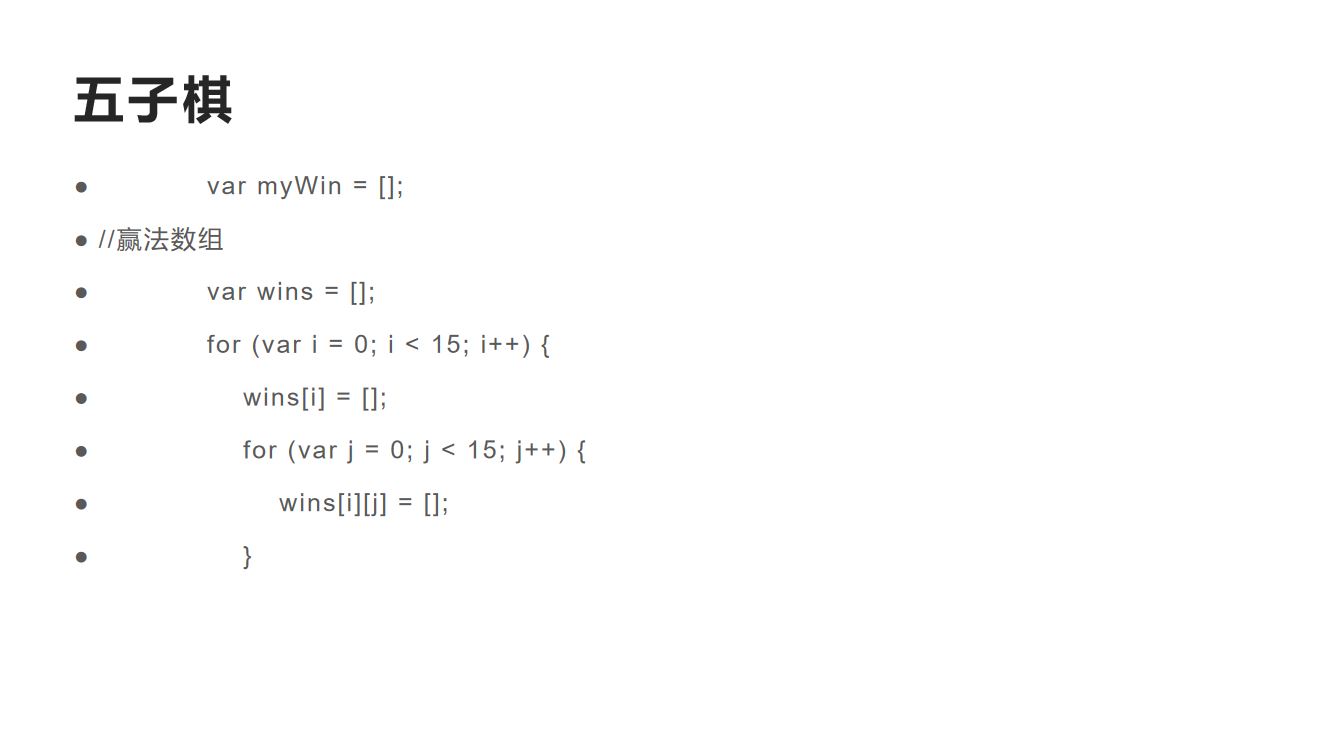 五子棋
● var myWin = [];
● //赢法数组
● var wins = [];
● for (var i = 0; i < 15; i++) {
● wins[i] = [];
● for (var j = 0; j < 15; j++) {
● wins[i][j] = [];
● }